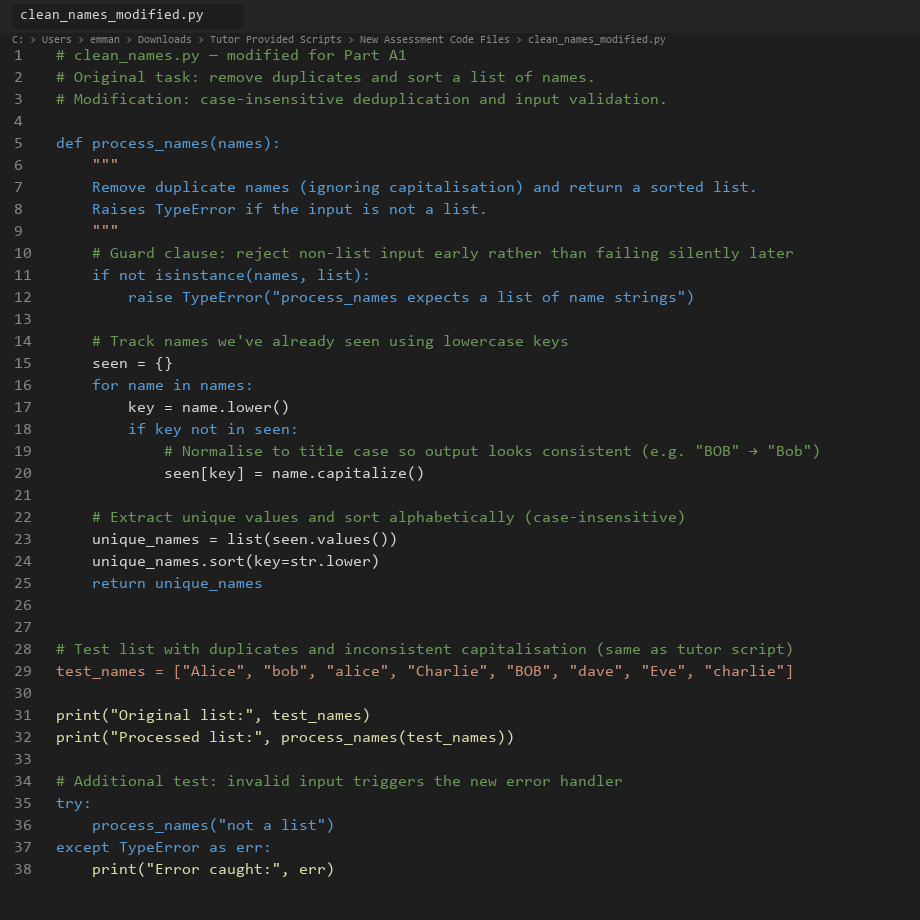 clean_names_modified.py
C: > Users > emman > Downloads > Tutor Provided Scripts > New Assessment Code Files > clean_names_modified.py
1 # clean_names.py — modified for Part A1
2 # Original task: remove duplicates and sort a list of names.
3 # Modification: case-insensitive deduplication and input validation.
4
5 def process_names(names):
6     """
7     Remove duplicate names (ignoring capitalisation) and return a sorted list.
8     Raises TypeError if the input is not a list.
9     """
10     # Guard clause: reject non-list input early rather than failing silently later
11     if not isinstance(names, list):
12         raise TypeError("process_names expects a list of name strings")
13
14     # Track names we've already seen using lowercase keys
15     seen = {}
16     for name in names:
17         key = name.lower()
18         if key not in seen:
19             # Normalise to title case so output looks consistent (e.g. "BOB" → "Bob")
20             seen[key] = name.capitalize()
21
22     # Extract unique values and sort alphabetically (case-insensitive)
23     unique_names = list(seen.values())
24     unique_names.sort(key=str.lower)
25     return unique_names
26
27
28 # Test list with duplicates and inconsistent capitalisation (same as tutor script)
29 test_names = ["Alice", "bob", "alice", "Charlie", "BOB", "dave", "Eve", "charlie"]
30
31 print("Original list:", test_names)
32 print("Processed list:", process_names(test_names))
33
34 # Additional test: invalid input triggers the new error handler
35 try:
36     process_names("not a list")
37 except TypeError as err:
38     print("Error caught:", err)